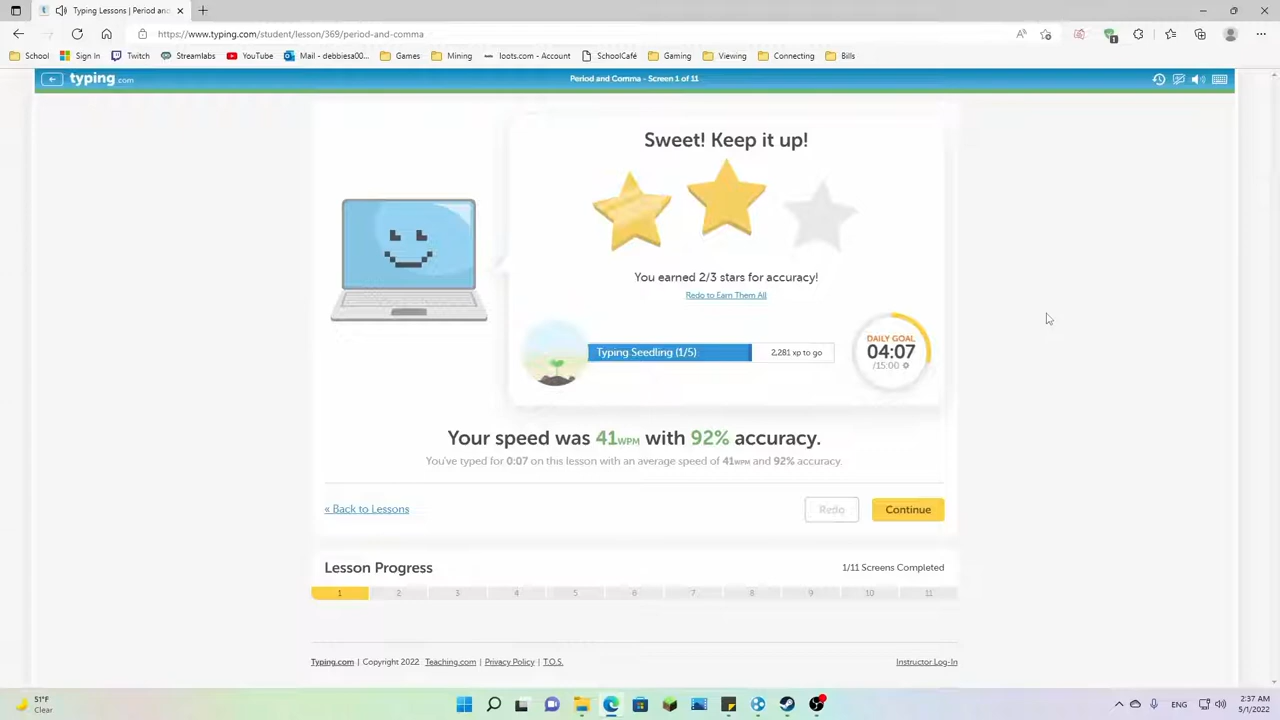 Typing Lessons | Period and Com
https://www.typing.com/student/lesson/369/period-and-comma
School
Sign In
Twitch
Streamlabs
YouTube
Mail - debbiesa00...
Games
Mining
loots.com - Account
SchoolCafé
Gaming
Viewing
Connecting
Bills
typing.com
Period and Comma - Screen 1 of 11
Sweet! Keep it up!
You earned 2/3 stars for accuracy!
Redo to Earn Them All
Typing Seedling (1/5)
2,281 xp to go
DAILY GOAL
04:07
/15:00
Your speed was 41WPM with 92% accuracy.
You've typed for 0:07 on this lesson with an average speed of 41WPM and 92% accuracy.
« Back to Lessons
Redo
Continue
Lesson Progress
1/11 Screens Completed
1 2 3 4 5 6 7 8 9 10 11
Typing.com | Copyright 2022 Teaching.com | Privacy Policy | T.O.S.
Instructor Log-In
51°F
Clear
ENG
2:37 AM
5/1/2022